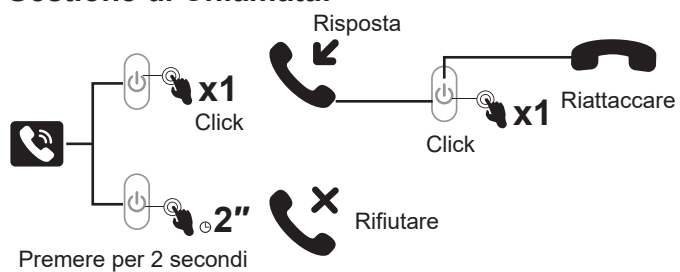 Gestione di Chiamata:
Risposta
x1
Click
x1
Click
Riattaccare
2"
Rifiutare
Premere per 2 secondi